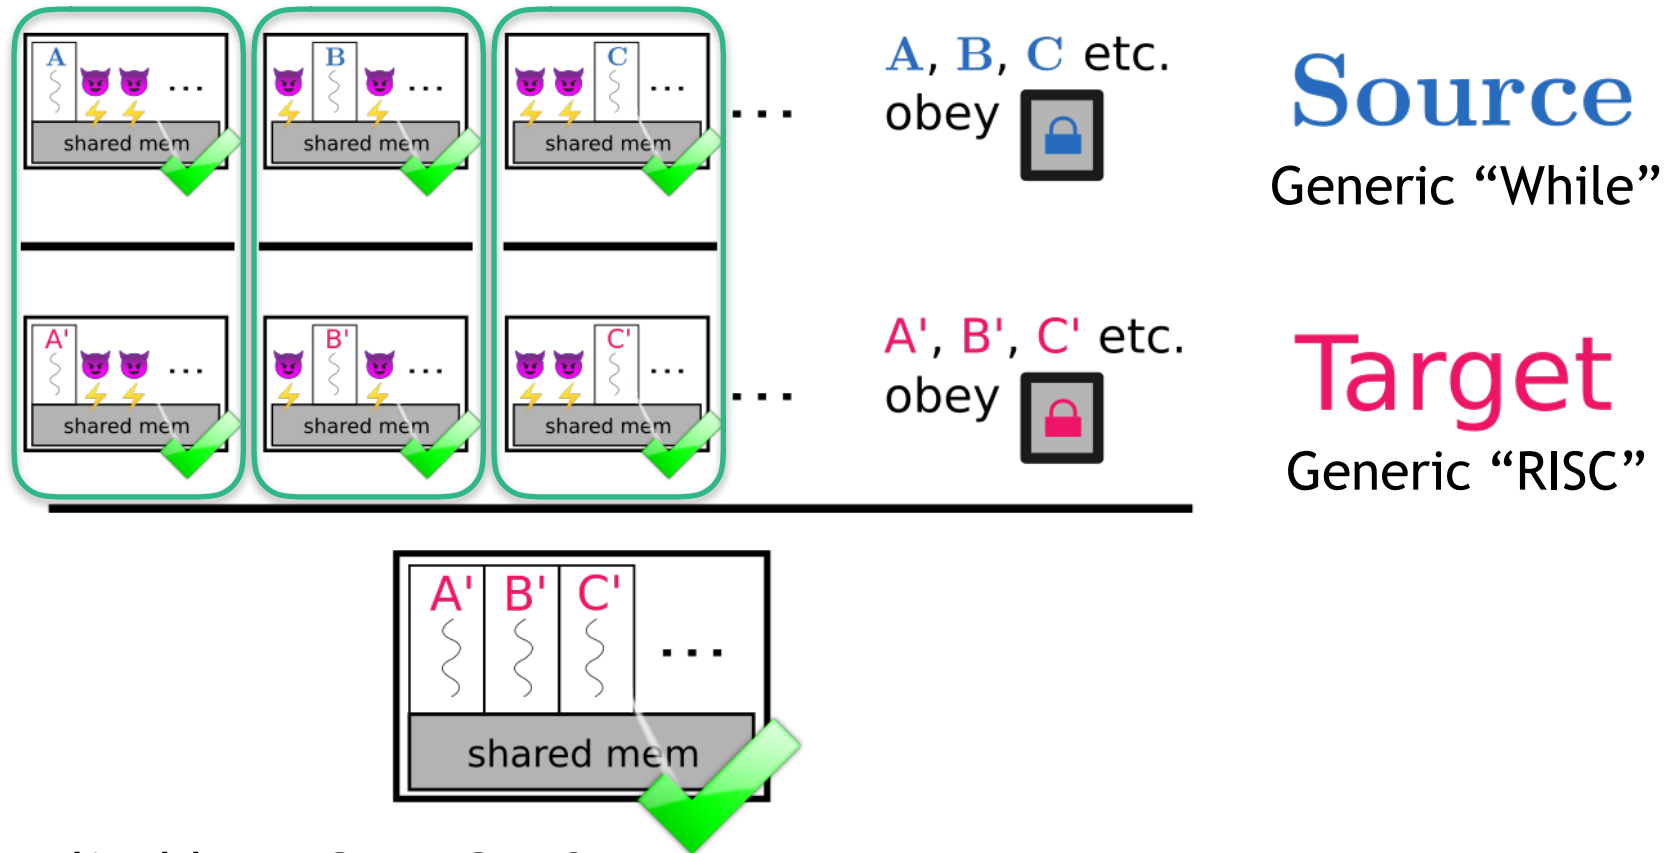 A B C
... ... ...
shared mem shared mem shared mem ...
A, B, C etc.
obey
Source
Generic “While”
A' B' C'
... ... ...
shared mem shared mem shared mem ...
A', B', C' etc.
obey
Target
Generic “RISC”
A' B' C'
...
shared mem